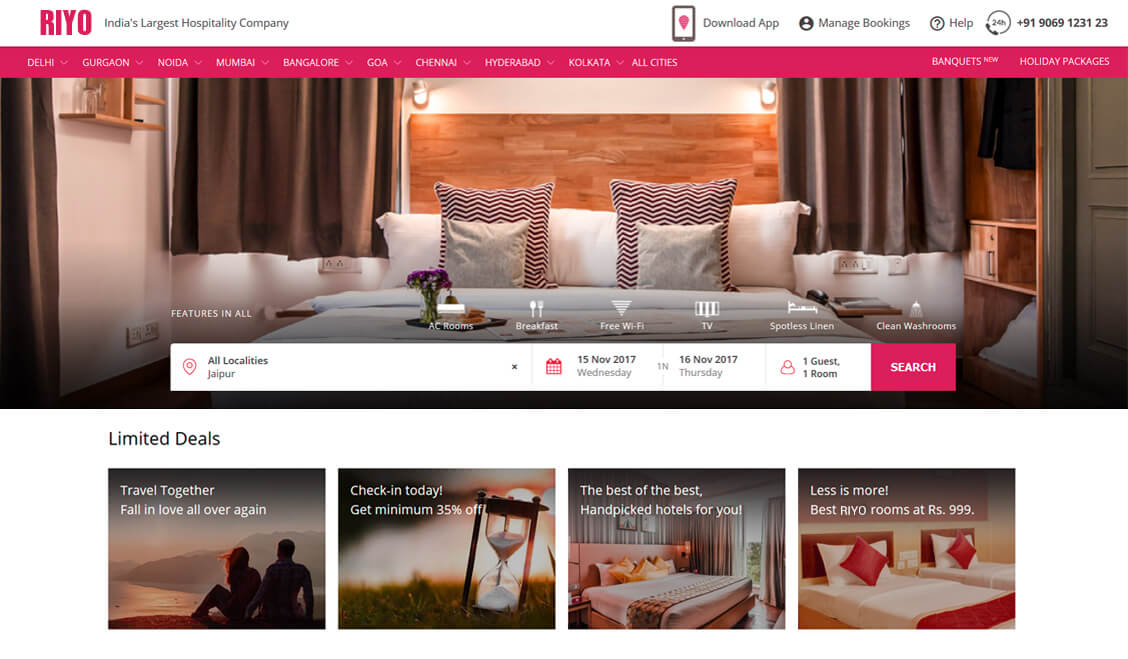 RIYO
India's Largest Hospitality Company
24h
Download App
Manage Bookings
Help
+91 9069 1231 23
DELHI
GURGAON
NOIDA
MUMBAI
BANGALORE
GOA
CHENNAI
HYDERABAD
KOLKATA
ALL CITIES
BANQUETS NEW
HOLIDAY PACKAGES
FEATURES IN ALL
AC Rooms
Breakfast
Free Wi-Fi
TV
Spotless Linen
Clean Washrooms
All Localities
Jaipur
×
15 Nov 2017
Wednesday
1N
16 Nov 2017
Thursday
1 Guest,
1 Room
SEARCH
Limited Deals
Travel Together
Fall in love all over again
Check-in today!
Get minimum 35% off
The best of the best,
Handpicked hotels for you!
Less is more!
Best RIYO rooms at Rs. 999.